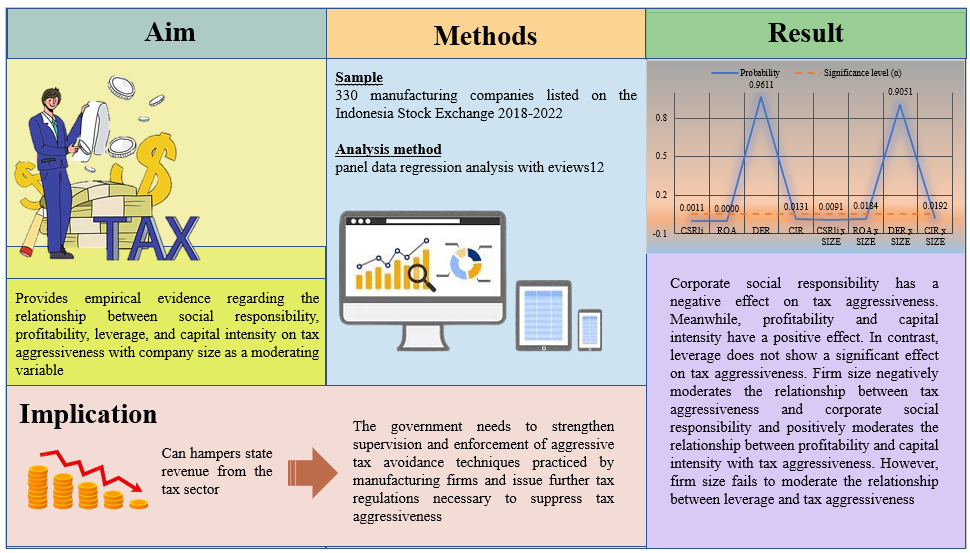 Aim
TAX
Provides empirical evidence regarding the
relationship between social responsibility,
profitability, leverage, and capital intensity on tax
aggressiveness with company size as a moderating
variable
Methods
Sample
330 manufacturing companies listed on the
Indonesia Stock Exchange 2018-2022
Analysis method
panel data regression analysis with eviews12
Result
Probability Significance level (α)
0.9611
0.9051
0.8
0.5
0.2
-0.1
0.0011 0.0000 0.0131 0.0091 0.0184 0.0192
CSRIi ROA DER CIR CSRIi x ROA x DER x CIR x
SIZE SIZE SIZE SIZE
Corporate social responsibility has a
negative effect on tax aggressiveness.
Meanwhile, profitability and capital
intensity have a positive effect. In contrast,
leverage does not show a significant effect
on tax aggressiveness. Firm size negatively
moderates the relationship between tax
aggressiveness and corporate social
responsibility and positively moderates the
relationship between profitability and capital
intensity with tax aggressiveness. However,
firm size fails to moderate the relationship
between leverage and tax aggressiveness
Implication
Can hampers state
revenue from the
tax sector
The government needs to strengthen
supervision and enforcement of aggressive
tax avoidance techniques practiced by
manufacturing firms and issue further tax
regulations necessary to suppress tax
aggressiveness